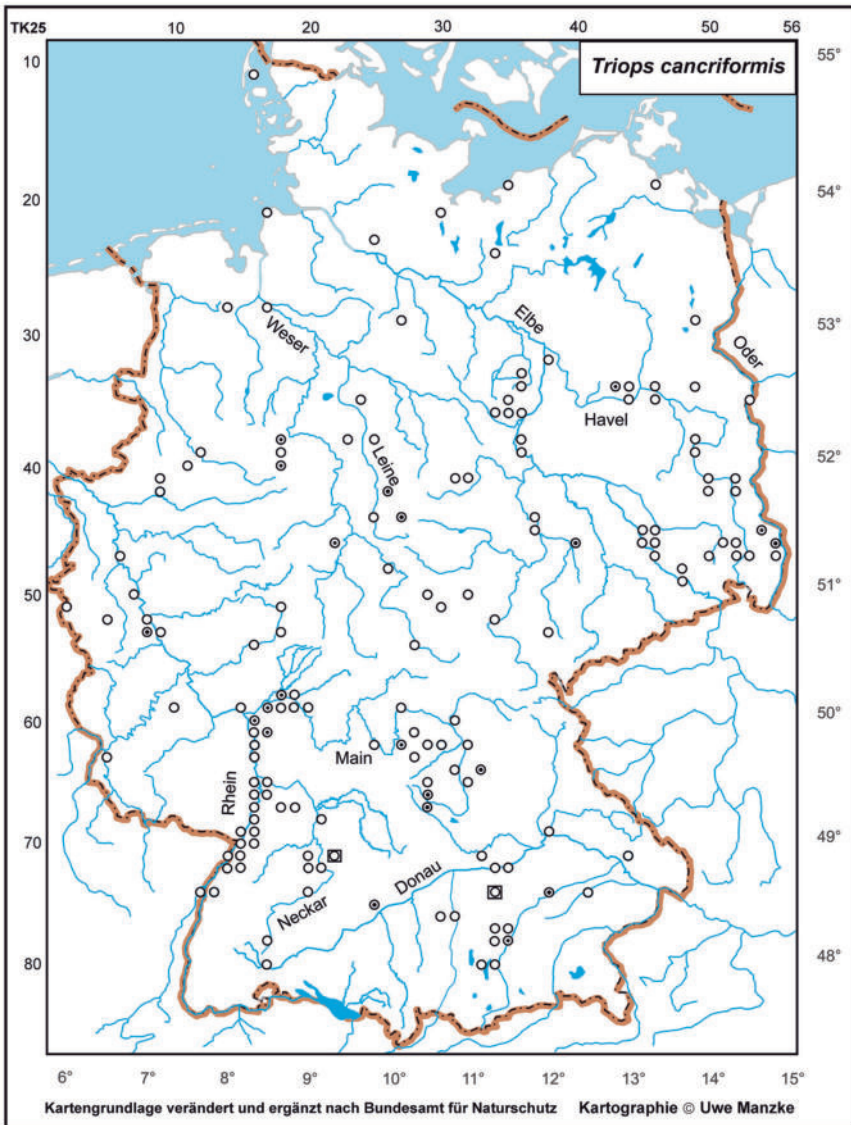 TK25 10 20 30 40 50 56
10 55°
Triops cancriformis
20 54°
30 53°
Weser
Elbe
Oder
Havel
Leine
40 52°
50 51°
60 50°
Main
Rhein
70 49°
Donau
Neckar
80 48°
6° 7° 8° 9° 10° 11° 12° 13° 14° 15°
Kartengrundlage verändert und ergänzt nach Bundesamt für Naturschutz Kartographie © Uwe Manzke